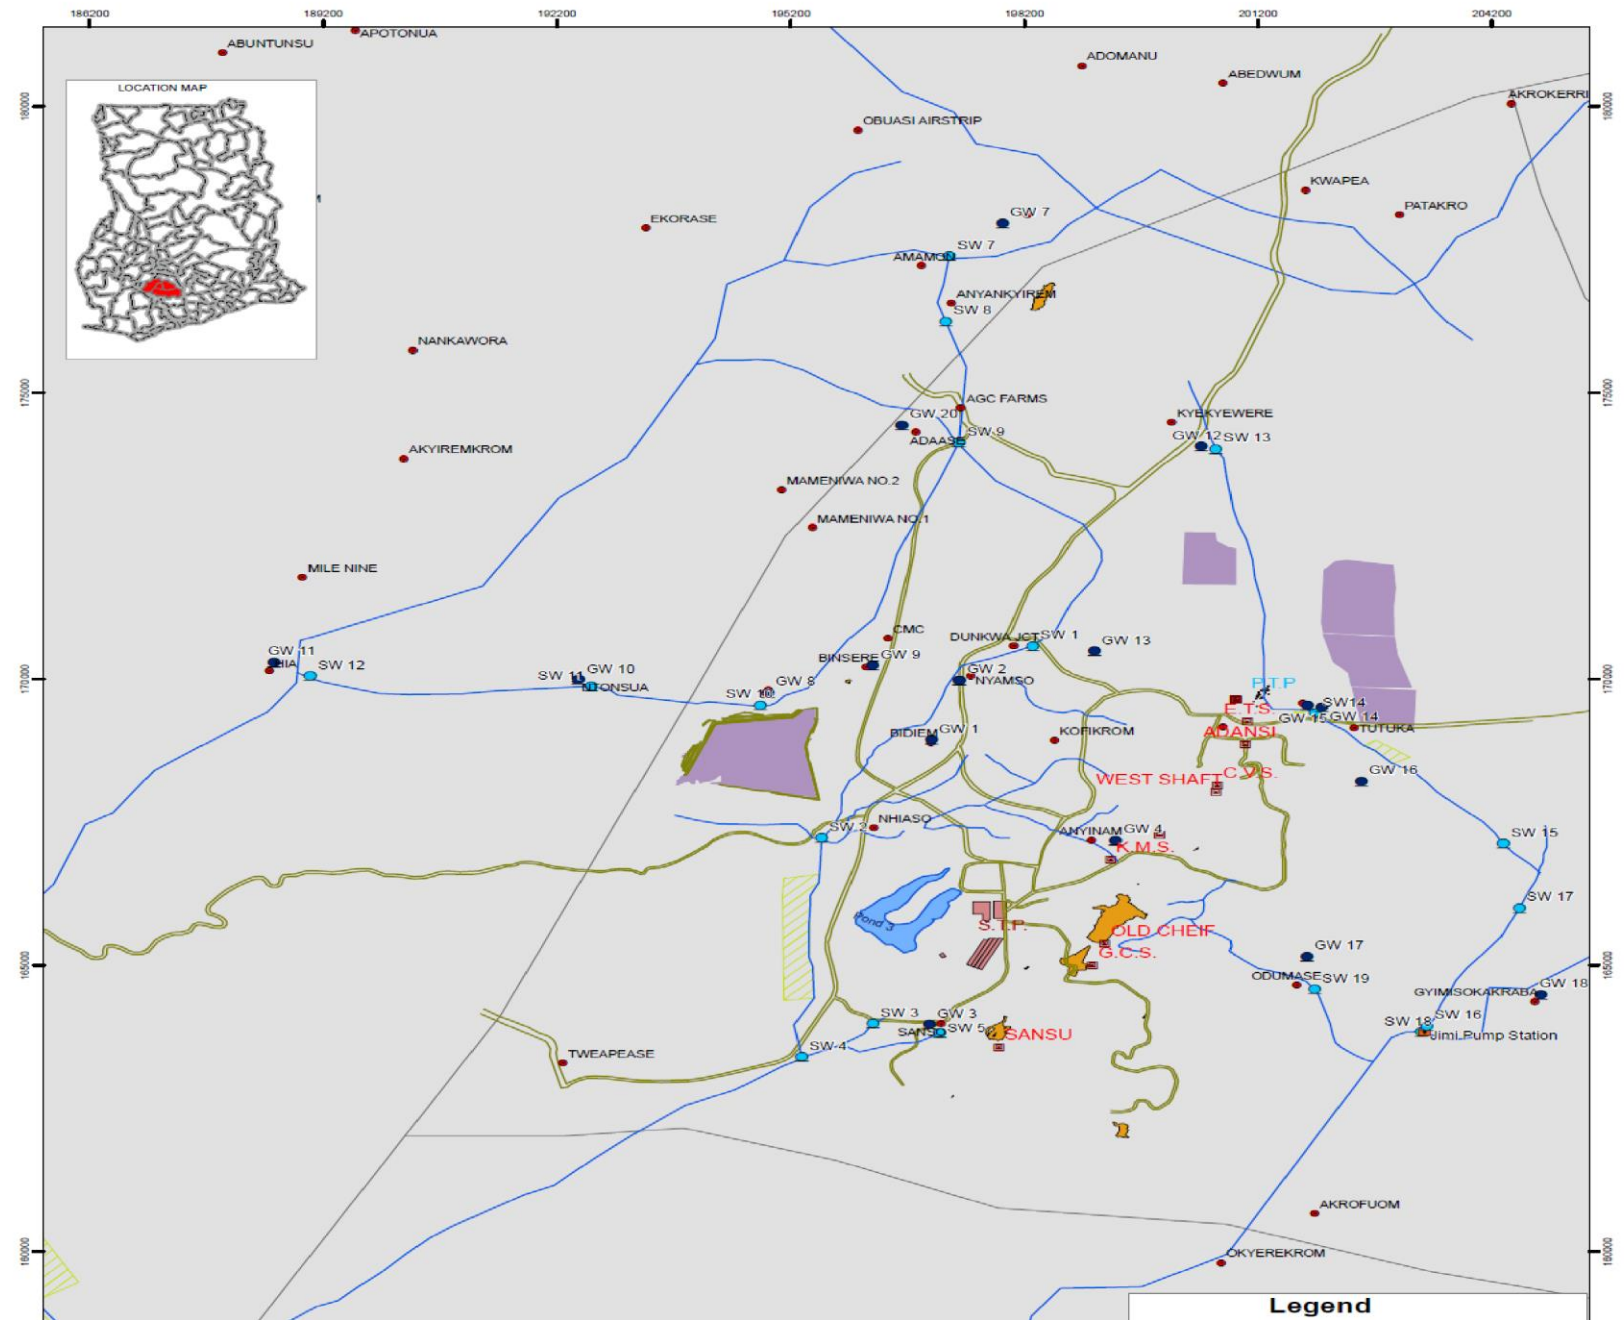 186200 189200 192200 195200 198200 201200 204200
ABUNTUNSU
APOTONUA
ADOMANU
ABEDWUM
AKROKERRI
LOCATION MAP
180000
180000
OBUASI AIRSTRIP
M
KWAPEA
PATAKRO
EKORASE
GW 7
SW 7
AMAMON
ANYANKYIREM
SW 8
NANKAWORA
175000
175000
AGC FARMS
GW 20
ADAASE
SW 9
KYEKYEWERE
GW 12
SW 13
AKYIREMKROM
MAMENIWA NO.2
MAMENIWA NO.1
MILE NINE
CMC
DUNKWA JCT
SW 1
GW 13
BINSERE
GW 9
GW 11
HIA
SW 12
SW 11
GW 10
NTONSUA
SW 10
GW 8
GW 2
NYAMSO
170000
170000
P.T.P
E.T.S.
SW14
GW 15
GW 14
TUTUKA
ADANSI
BIDIEM
GW 1
KOFIKROM
WEST SHAFT
C.V.S.
GW 16
SW 2
NHIASO
ANYINAM
GW 4
K.M.S.
SW 15
SW 17
Pond 3
S.T.P.
OLD CHEIF
G.C.S.
GW 17
165000
165000
ODUMASE
SW 19
GW 18
GYIMISOKAKRABA
SW 3
GW 3
SANSU
SW 5
SANSU
SW 18
SW 16
Jimi Pump Station
SW 4
TWEAPEASE
AKROFUOM
OKYEREKROM
160000
160000
Legend